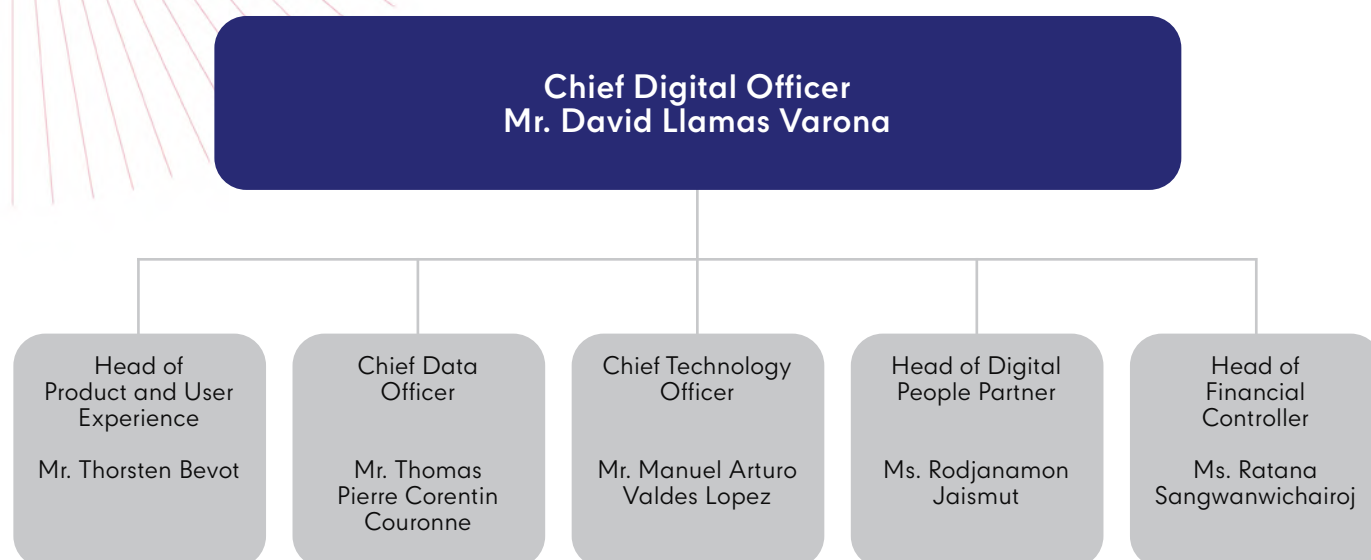 Chief Digital Officer
Mr. David Llamas Varona
Head of
Product and User
Experience
Mr. Thorsten Bevot
Chief Data
Officer
Mr. Thomas
Pierre Corentin
Couronne
Chief Technology
Officer
Mr. Manuel Arturo
Valdes Lopez
Head of Digital
People Partner
Ms. Rodjanamon
Jaismut
Head of
Financial
Controller
Ms. Ratana
Sangwanwichairoj